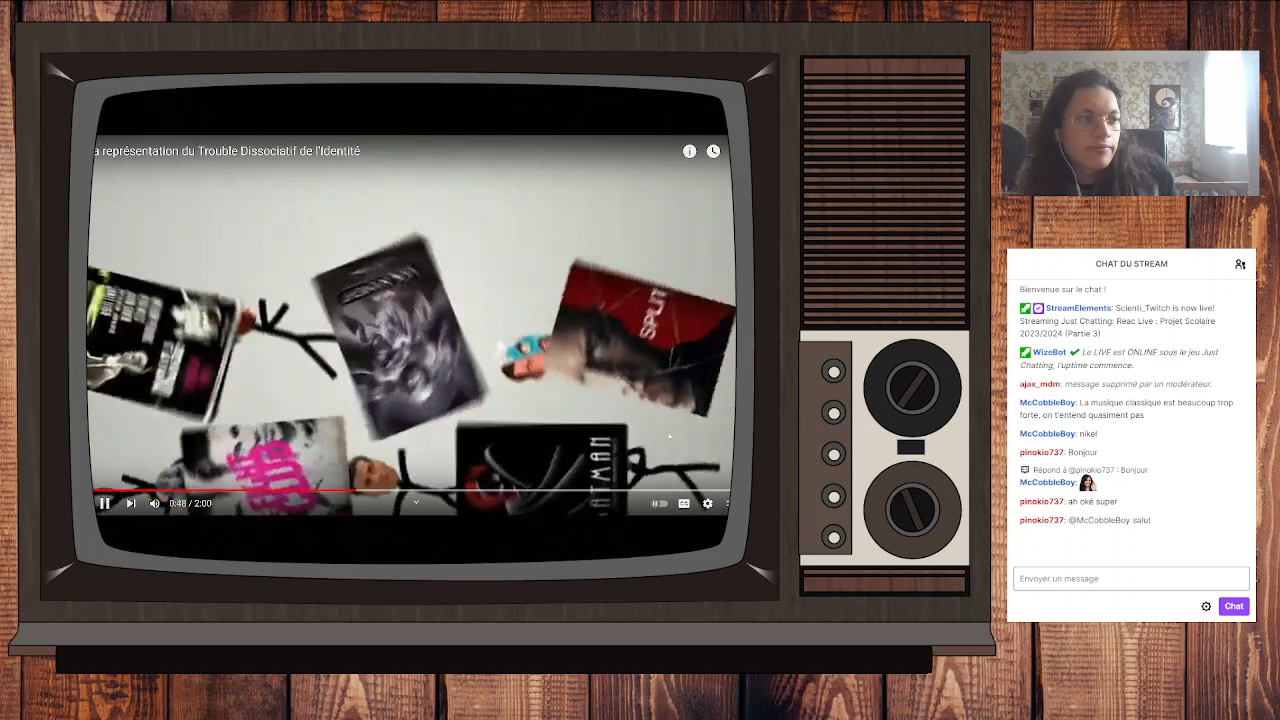 a représentation du Trouble Dissociatif de l'Identité
SPLIT
0:48 / 2:00
CHAT DU STREAM
Bienvenue sur le chat !
StreamElements: Scienti_Twitch is now live!
Streaming Just Chatting: Reac Live : Projet Scolaire
2023/2024 (Partie 3)
WizeBot ✔ Le LIVE est ONLINE sous le jeu Just
Chatting, l'uptime commence.
ajax_mdm: message supprimé par un modérateur.
McCobbleBoy: La musique classique est beaucoup trop
forte, on t'entend quasiment pas
McCobbleBoy: nikel
pinokio737: Bonjour
Répond à @pinokio737 : Bonjour
McCobbleBoy:
pinokio737: ah oké super
pinokio737: @McCobbleBoy salut
Envoyer un message
Chat